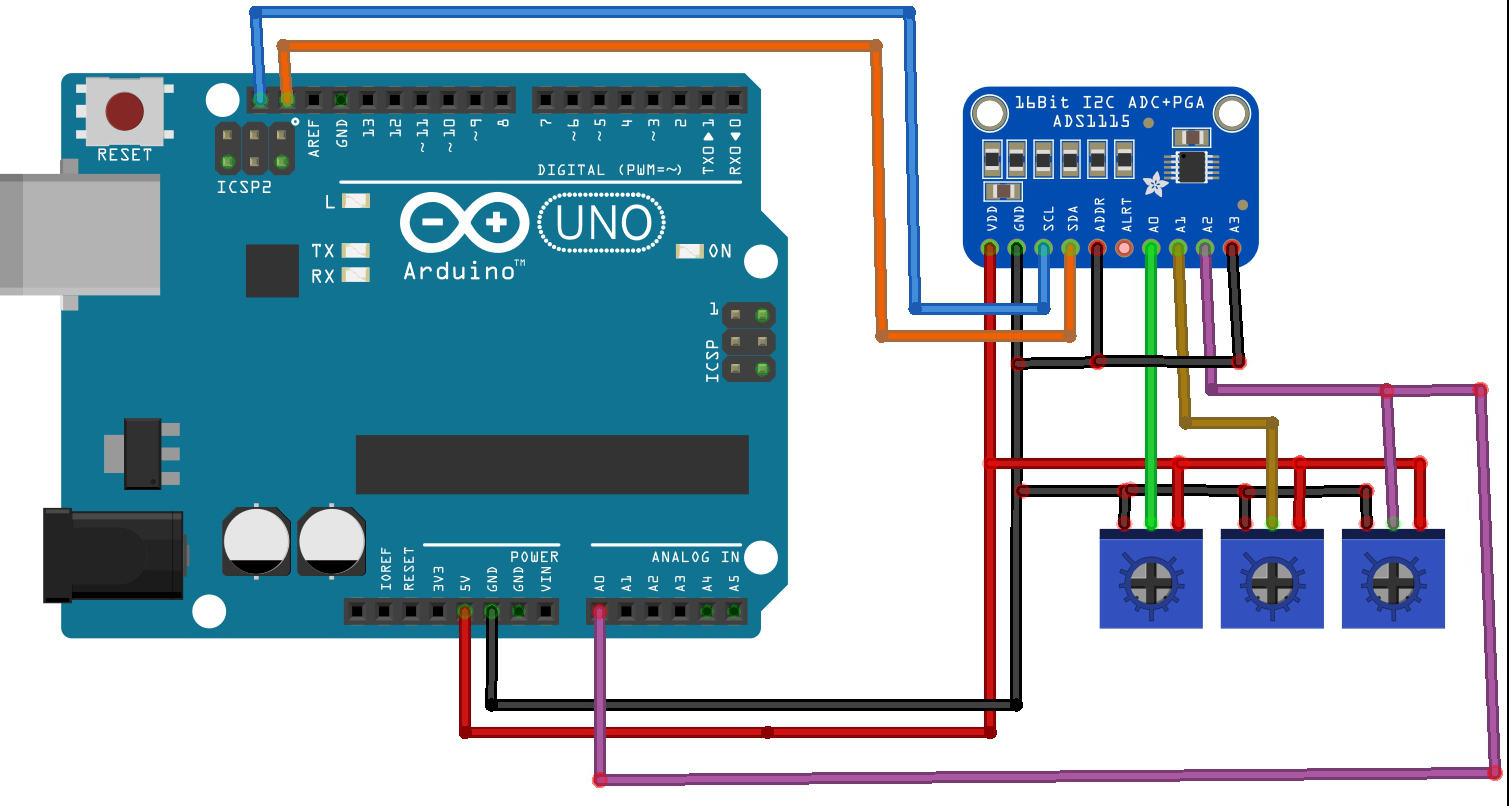 RESET
ICSP2
AREF
GND
13
12
~11
~10
~9
8
7
~6
~5
4
~3
2
TX0▶1
RX0◀0
DIGITAL (PWM=~)
L
TX
RX
UNO
Arduino™
ON
1
ICSP
16Bit I2C ADC+PGA
ADS1115
VDD
GND
SCL
SDA
ADDR
ALRT
A0
A1
A2
A3
POWER
ANALOG IN
IOREF
RESET
3V3
5V
GND
GND
VIN
A0
A1
A2
A3
A4
A5